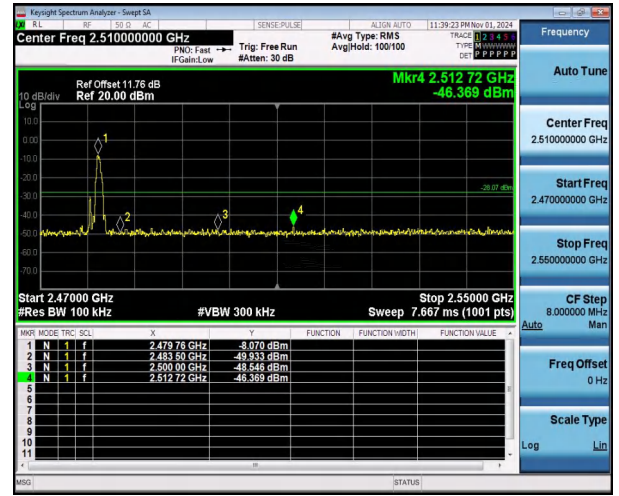 Keysight Spectrum Analyzer - Swept SA
RL RF 50 Ω AC SENSE:PULSE ALIGN AUTO 11:39:23 PM Nov 01, 2024
Center Freq 2.510000000 GHz
PNO: Fast
IFGain:Low
Trig: Free Run
#Atten: 30 dB
#Avg Type: RMS
Avg|Hold: 100/100
TRACE 1 2 3 4 5 6
TYPE M W W W W W
DET P P P P P P
Frequency
Auto Tune
Center Freq
2.510000000 GHz
Start Freq
2.470000000 GHz
Stop Freq
2.550000000 GHz
CF Step
8.000000 MHz
Auto Man
Freq Offset
0 Hz
Scale Type
Log Lin
Ref Offset 11.76 dB
10 dB/div Ref 20.00 dBm
Log
Mkr4 2.512 72 GHz
-46.369 dBm
10.0
0.00
-10.0
-20.0
-30.0
-40.0
-50.0
-60.0
-70.0
1
2
3
4
-28.07 dBm
Start 2.47000 GHz Stop 2.55000 GHz
#Res BW 100 kHz #VBW 300 kHz Sweep 7.667 ms (1001 pts)
MKR MODE TRC SCL X Y FUNCTION FUNCTION WIDTH FUNCTION VALUE
1 N 1 f 2.479 76 GHz -8.070 dBm
2 N 1 f 2.483 50 GHz -49.933 dBm
3 N 1 f 2.500 00 GHz -48.546 dBm
4 N 1 f 2.512 72 GHz -46.369 dBm
5
6
7
8
9
10
11
MSG STATUS